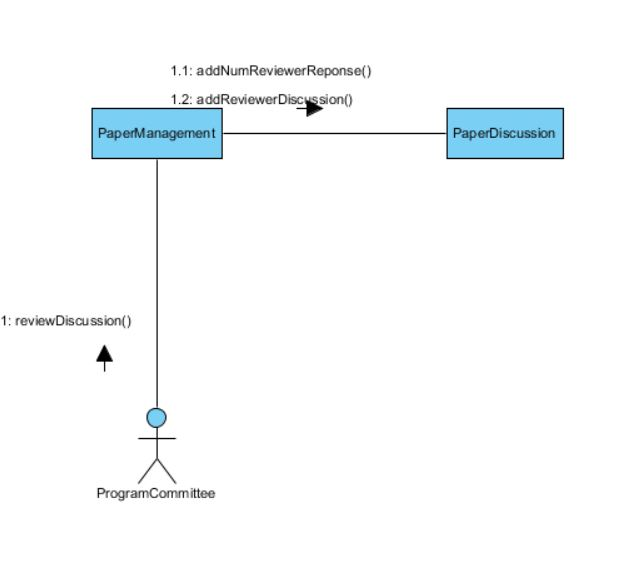 1.1: addNumReviewerReponse()
1.2: addReviewerDiscussion()
PaperManagement
PaperDiscussion
1: reviewDiscussion()
ProgramCommittee